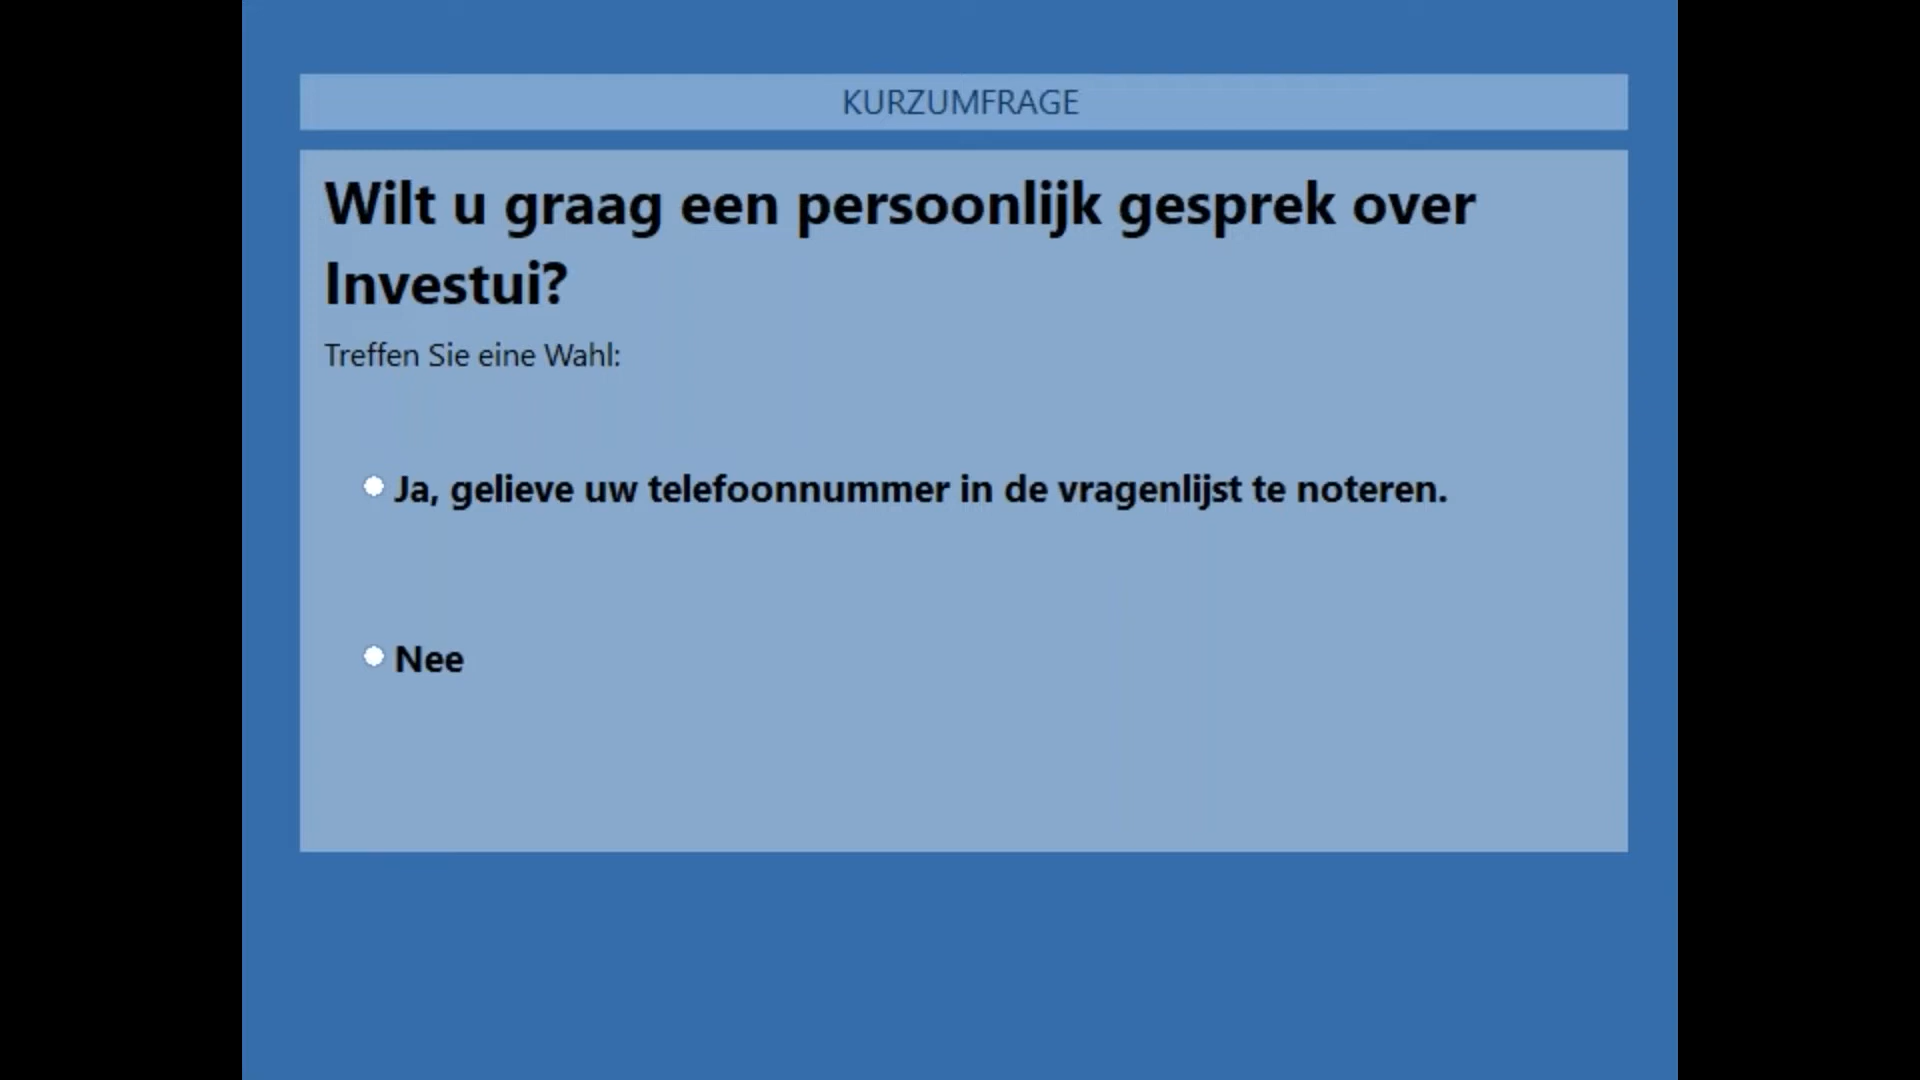 KURZUMFRAGE
Wilt u graag een persoonlijk gesprek over
Investui?
Treffen Sie eine Wahl:
Ja, gelieve uw telefoonnummer in de vragenlijst te noteren.
Nee